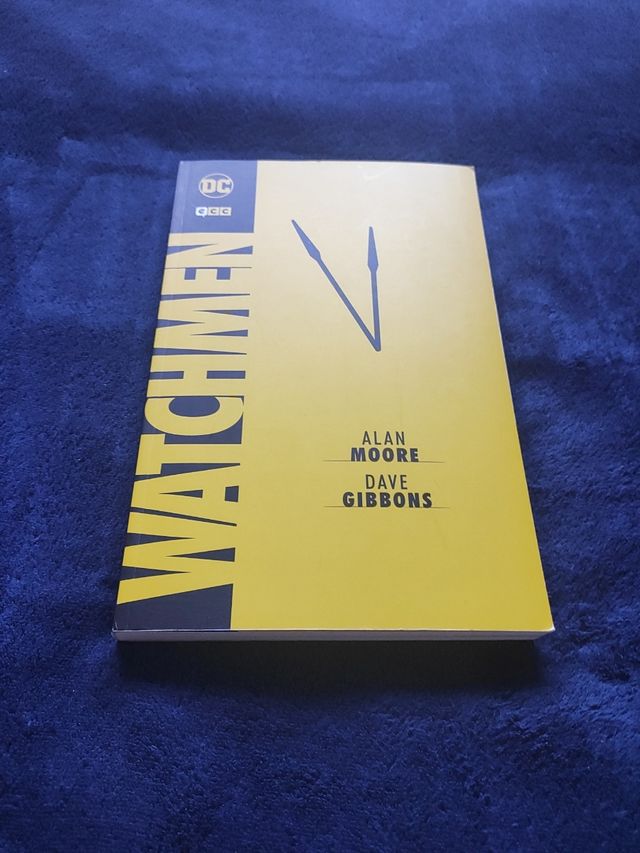 DC
ecc
WATCHMEN
ALAN
MOORE
DAVE
GIBBONS